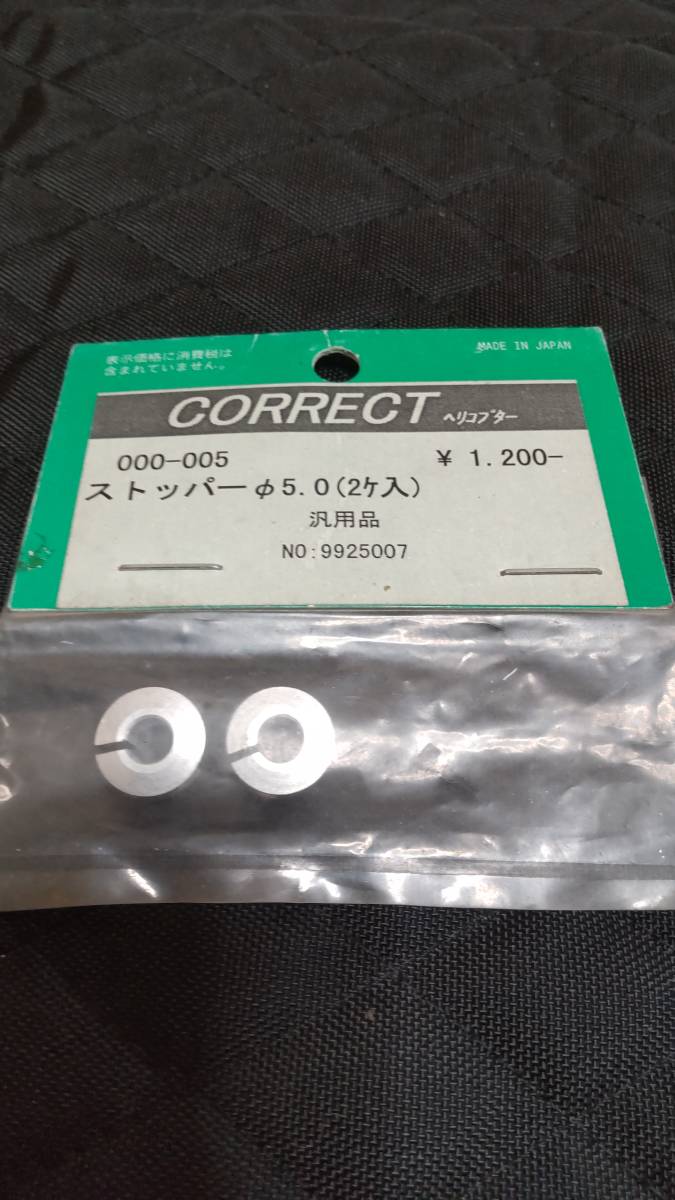 表示価格に消費税は
含まれていません。
MADE IN JAPAN
CORRECT ヘリコプター
000-005 ¥ 1.200-
ストッパーφ5.0(2ケ入)
汎用品
NO:9925007